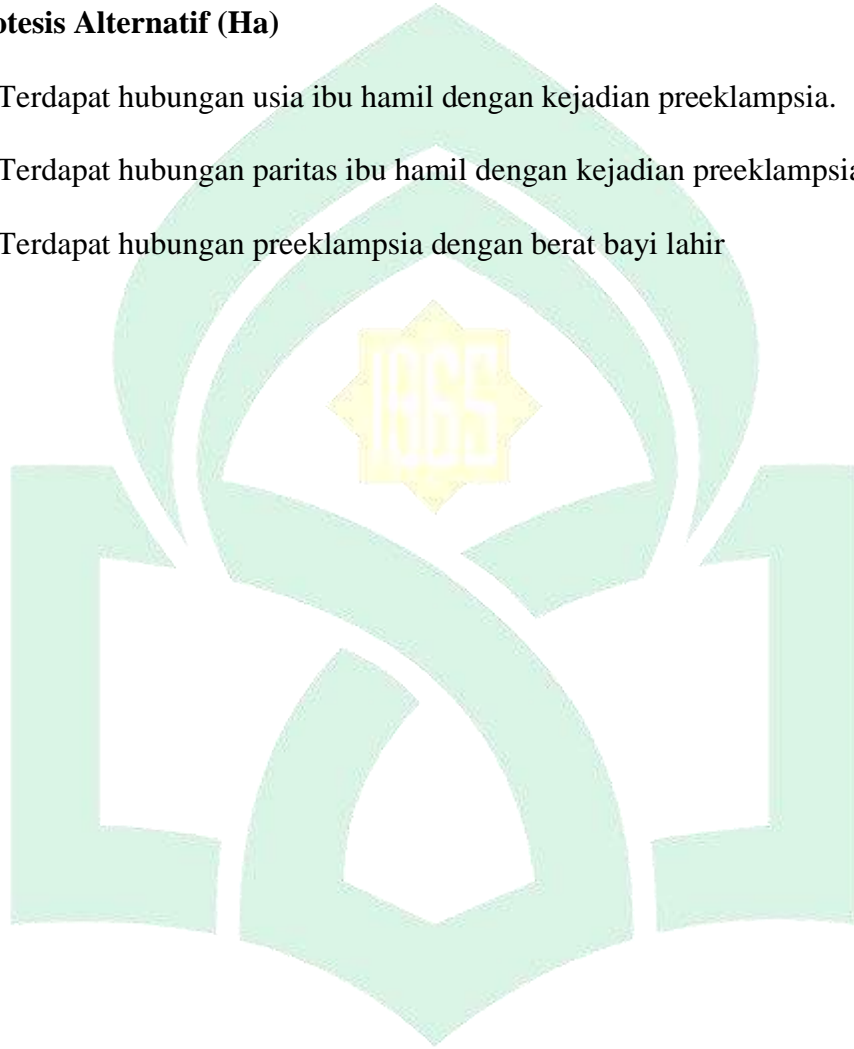 otesis Alternatif (Ha)
Terdapat hubungan usia ibu hamil dengan kejadian preeklampsia.
Terdapat hubungan paritas ibu hamil dengan kejadian preeklampsia
Terdapat hubungan preeklampsia dengan berat bayi lahir
1965